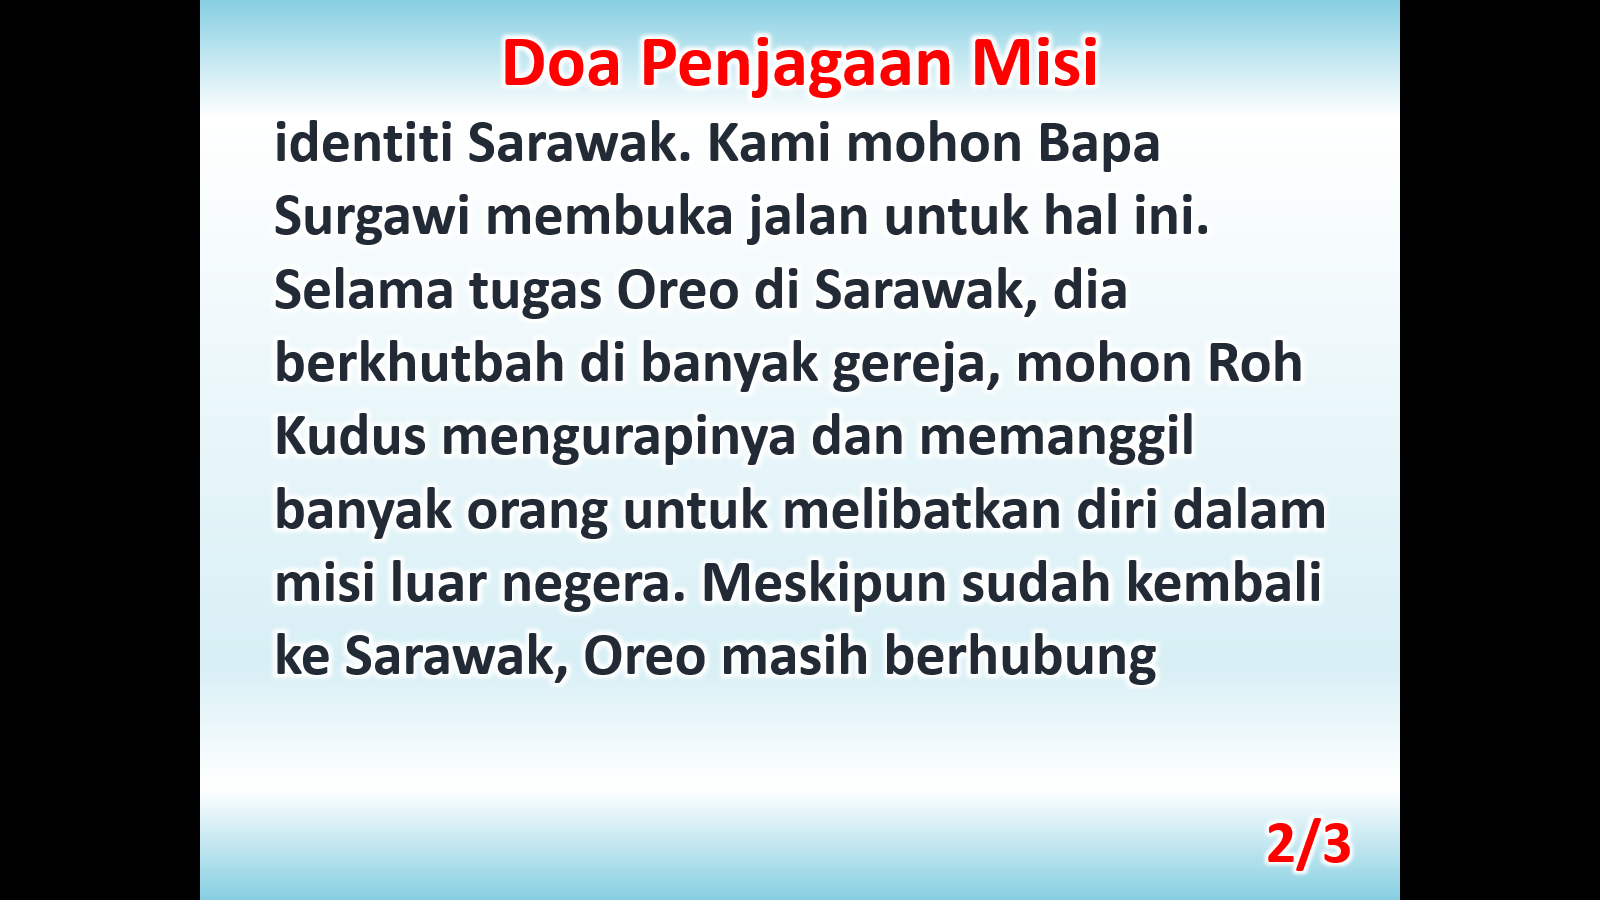 Doa Penjagaan Misi
identiti Sarawak. Kami mohon Bapa
Surgawi membuka jalan untuk hal ini.
Selama tugas Oreo di Sarawak, dia
berkhutbah di banyak gereja, mohon Roh
Kudus mengurapinya dan memanggil
banyak orang untuk melibatkan diri dalam
misi luar negera. Meskipun sudah kembali
ke Sarawak, Oreo masih berhubung
2/3